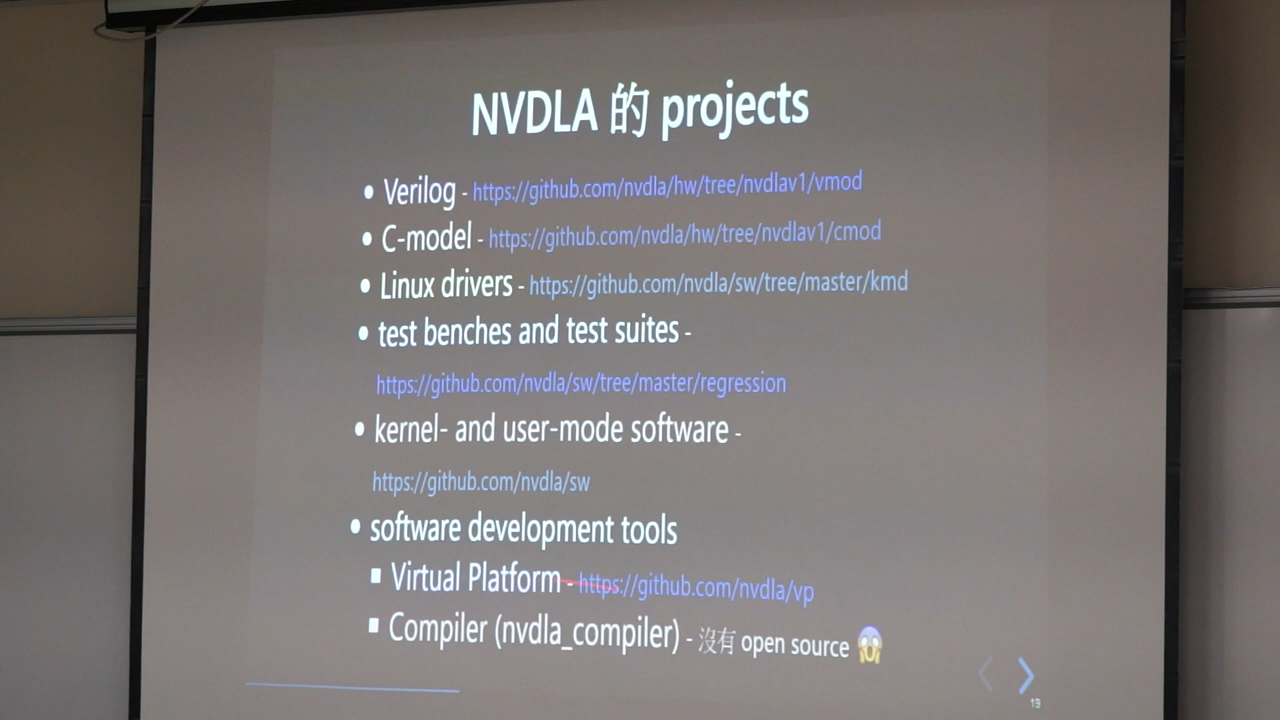 NVDLA 的 projects
• Verilog - https://github.com/nvdla/hw/tree/nvdlav1/vmod
• C-model - https://github.com/nvdla/hw/tree/nvdlav1/cmod
• Linux drivers - https://github.com/nvdla/sw/tree/master/kmd
• test benches and test suites -
https://github.com/nvdla/sw/tree/master/regression
• kernel- and user-mode software -
https://github.com/nvdla/sw
• software development tools
▪ Virtual Platform - https://github.com/nvdla/vp
▪ Compiler (nvdla_compiler) - 沒有 open source 😱
19